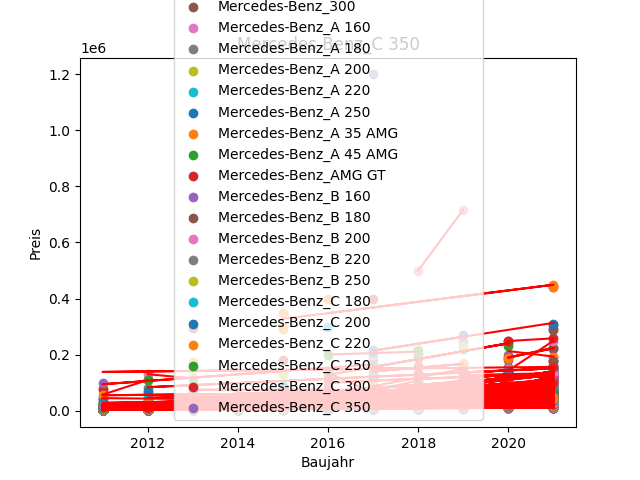 Mercedes-Benz_300
Mercedes-Benz_A 160
Mercedes-Benz_C 350
Mercedes-Benz_A 180
1e6
Mercedes-Benz_A 200
1.2
Mercedes-Benz_A 220
Mercedes-Benz_A 250
1.0
Mercedes-Benz_A 35 AMG
Mercedes-Benz_A 45 AMG
0.8
Mercedes-Benz_AMG GT
Mercedes-Benz_B 160
Mercedes-Benz_B 180
Preis
0.6
Mercedes-Benz_B 200
Mercedes-Benz_B 220
Mercedes-Benz_B 250
0.4
Mercedes-Benz_C 180
Mercedes-Benz_C 200
Mercedes-Benz_C 220
0.2
Mercedes-Benz_C 250
Mercedes-Benz_C 300
Mercedes-Benz_C 350
0.0
2012 2014 2016 2018 2020
Baujahr